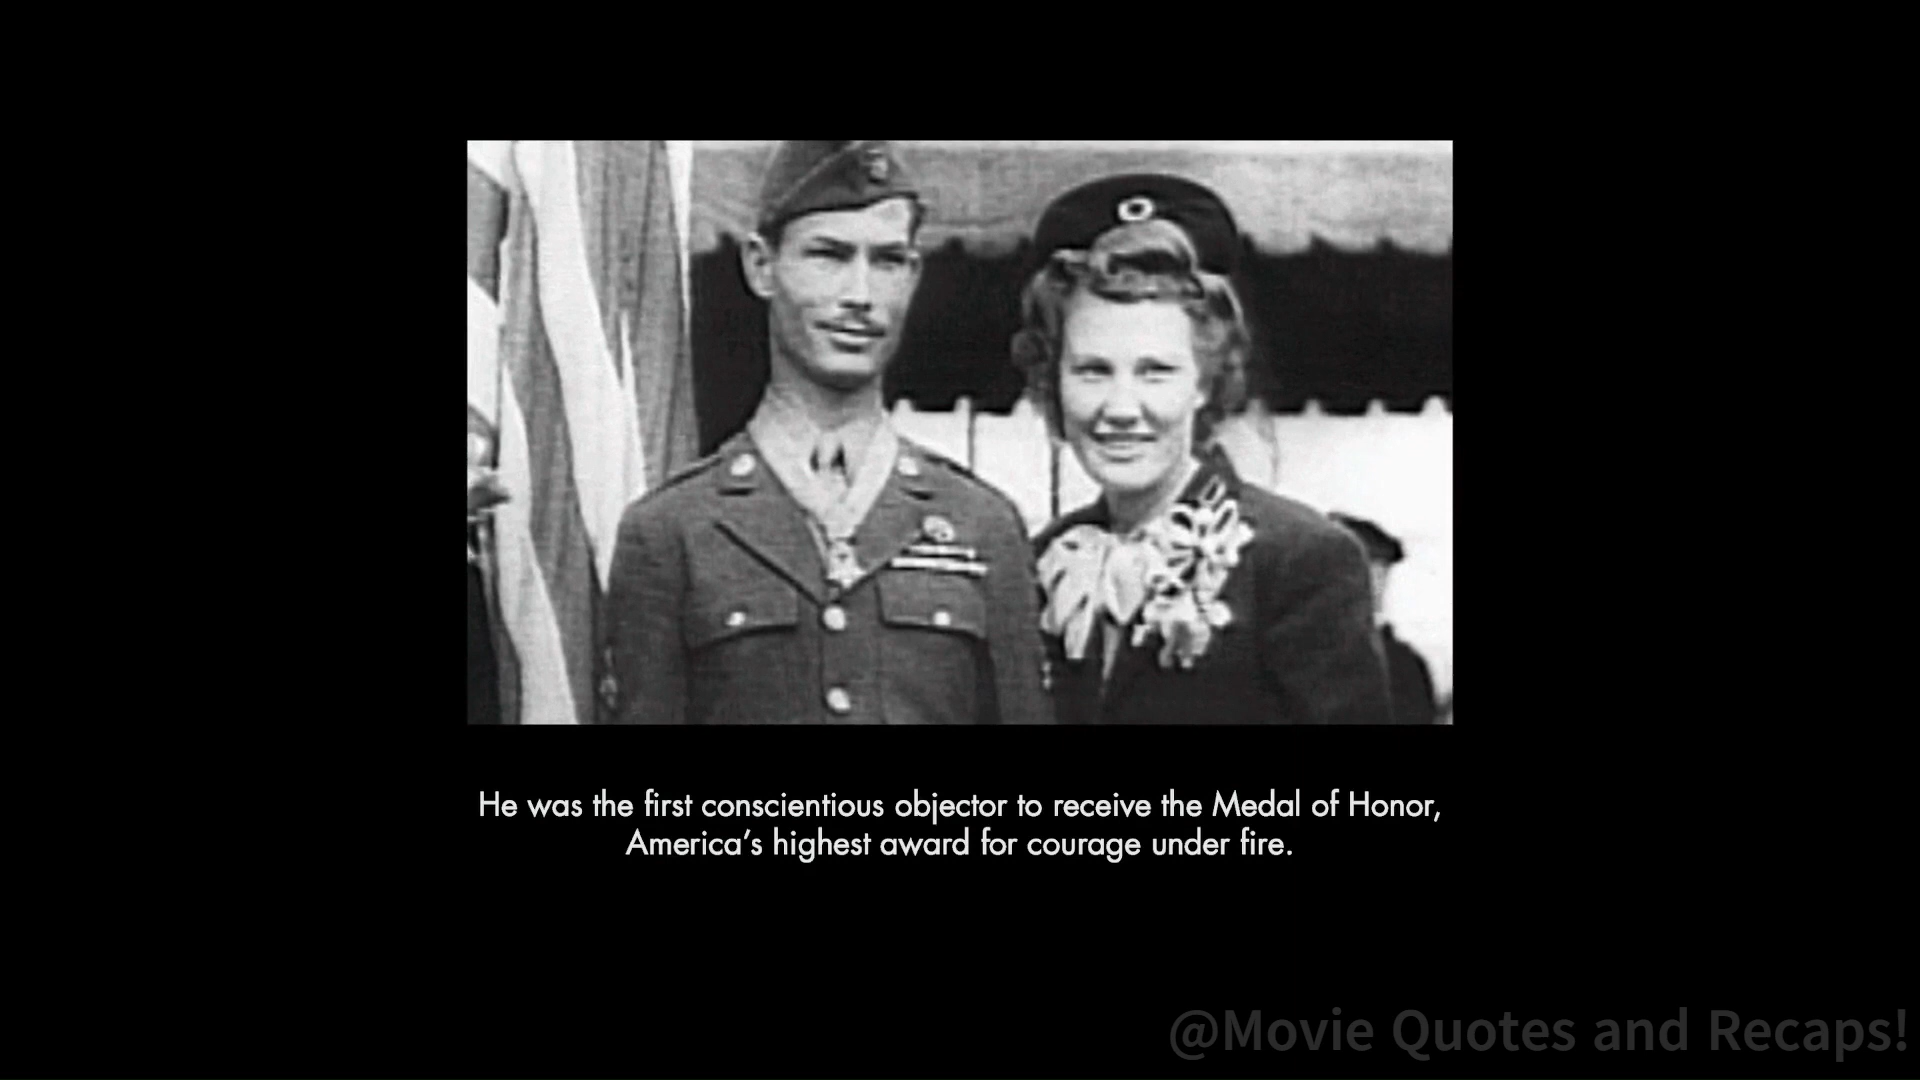 He was the first conscientious objector to receive the Medal of Honor,
America's highest award for courage under fire.
@Movie Quotes and Recaps!